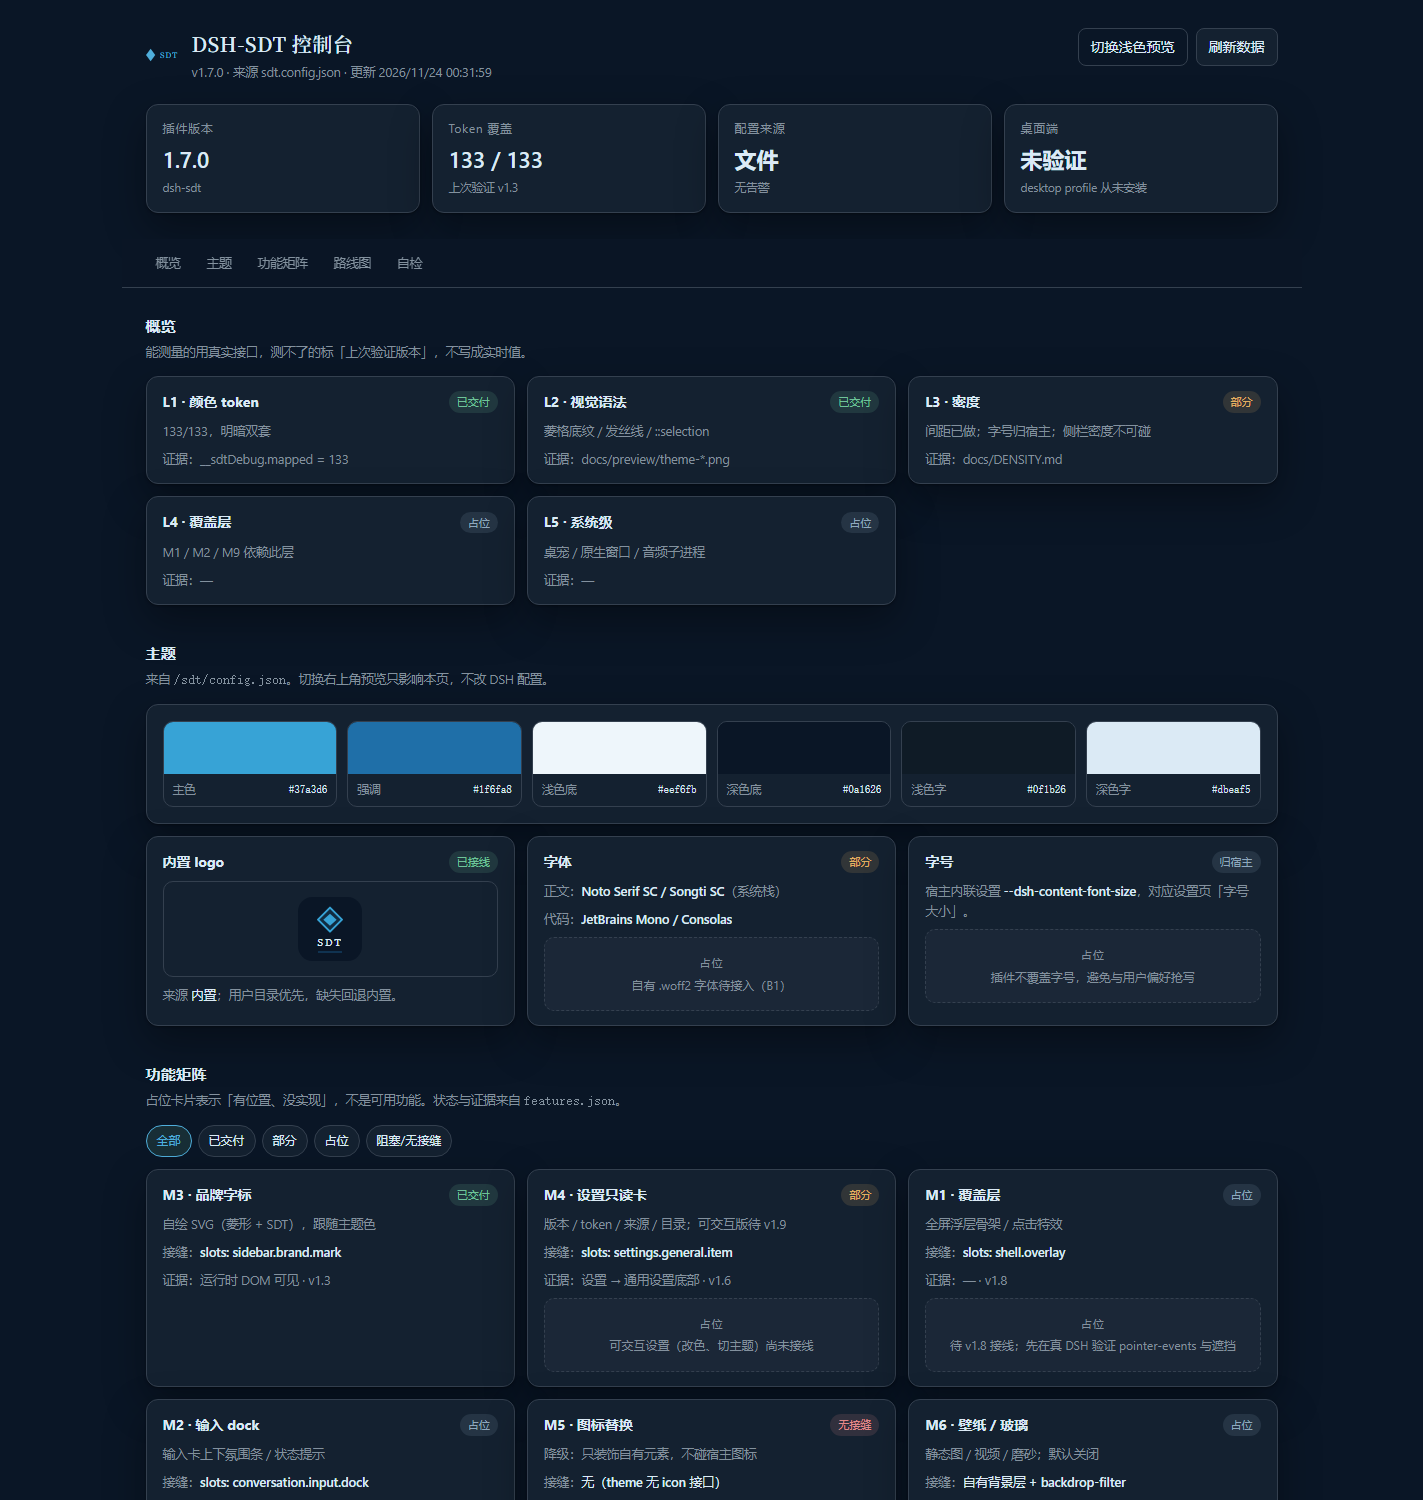 SDT
DSH-SDT 控制台
v1.7.0 · 来源 sdt.config.json · 更新 2026/11/24 00:31:59
切换浅色预览
刷新数据
插件版本
1.7.0
dsh-sdt
Token 覆盖
133 / 133
上次验证 v1.3
配置来源
文件
无告警
桌面端
未验证
desktop profile 从未安装
概览
主题
功能矩阵
路线图
自检
概览
能测量的用真实接口，测不了的标「上次验证版本」，不写成实时值。
L1 · 颜色 token
已交付
133/133，明暗双套
证据：__sdtDebug.mapped = 133
L2 · 视觉语法
已交付
菱格底纹 / 发丝线 / ::selection
证据：docs/preview/theme-*.png
L3 · 密度
部分
间距已做；字号归宿主；侧栏密度不可碰
证据：docs/DENSITY.md
L4 · 覆盖层
占位
M1 / M2 / M9 依赖此层
证据：—
L5 · 系统级
占位
桌宠 / 原生窗口 / 音频子进程
证据：—
主题
来自 /sdt/config.json。切换右上角预览只影响本页，不改 DSH 配置。
主色 #37a3d6
强调 #1f6fa8
浅色底 #eef6fb
深色底 #0a1626
浅色字 #0f1b26
深色字 #dbeaf5
内置 logo
已接线
SDT
来源 内置；用户目录优先，缺失回退内置。
字体
部分
正文：Noto Serif SC / Songti SC（系统栈）
代码：JetBrains Mono / Consolas
占位
自有 .woff2 字体待接入（B1）
字号
归宿主
宿主内联设置 --dsh-content-font-size，对应设置页「字号
大小」。
占位
插件不覆盖字号，避免与用户偏好抢写
功能矩阵
占位卡片表示「有位置、没实现」，不是可用功能。状态与证据来自 features.json。
全部
已交付
部分
占位
阻塞/无接缝
M3 · 品牌字标
已交付
自绘 SVG（菱形 + SDT），跟随主题色
接缝：slots: sidebar.brand.mark
证据：运行时 DOM 可见 · v1.3
M4 · 设置只读卡
部分
版本 / token / 来源 / 目录；可交互版待 v1.9
接缝：slots: settings.general.item
证据：设置 → 通用设置底部 · v1.6
占位
可交互设置（改色、切主题）尚未接线
M1 · 覆盖层
占位
全屏浮层骨架 / 点击特效
接缝：slots: shell.overlay
证据：— · v1.8
占位
待 v1.8 接线；先在真 DSH 验证 pointer-events 与遮挡
M2 · 输入 dock
占位
输入卡上下氛围条 / 状态提示
接缝：slots: conversation.input.dock
M5 · 图标替换
无接缝
降级：只装饰自有元素，不碰宿主图标
接缝：无（theme 无 icon 接口）
M6 · 壁纸 / 玻璃
占位
静态图 / 视频 / 磨砂；默认关闭
接缝：自有背景层 + backdrop-filter